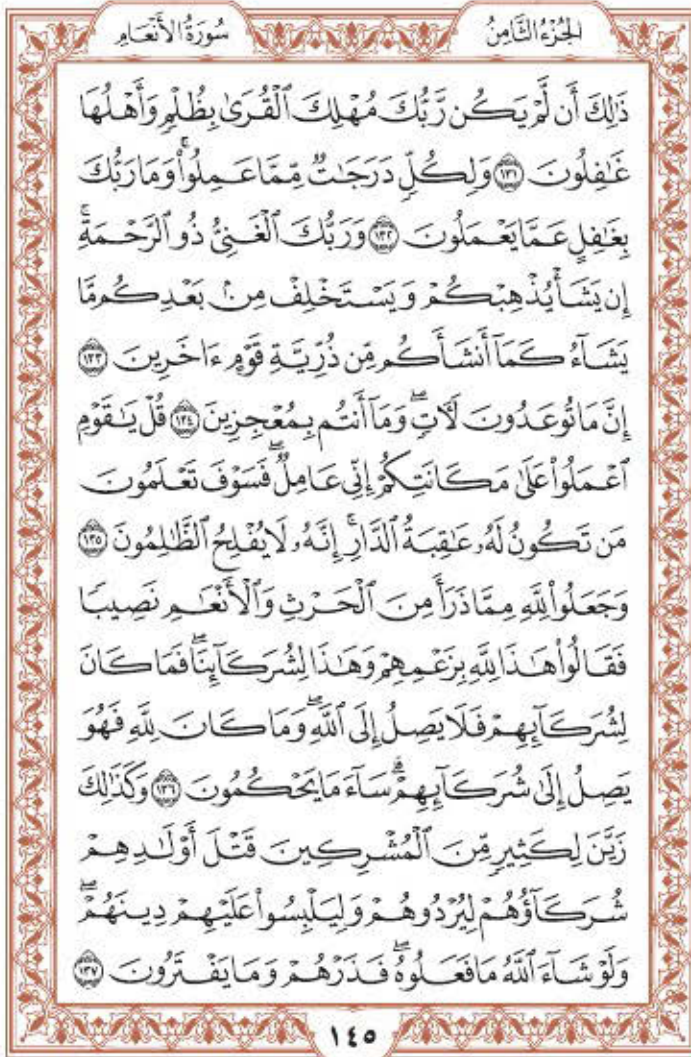 سُورَةُ الأَنْعَامِ
الجُزْءُ الثَّامِنُ
ذَٰلِكَ أَن لَّمْ يَكُن رَّبُّكَ مُهْلِكَ ٱلْقُرَىٰ بِظُلْمٍ وَأَهْلُهَا
غَٰفِلُونَ ١٣١ وَلِكُلٍّ دَرَجَٰتٌ مِّمَّا عَمِلُوا۟ۚ وَمَا رَبُّكَ
بِغَٰفِلٍ عَمَّا يَعْمَلُونَ ١٣٢ وَرَبُّكَ ٱلْغَنِىُّ ذُو ٱلرَّحْمَةِۚ
إِن يَشَأْ يُذْهِبْكُمْ وَيَسْتَخْلِفْ مِنۢ بَعْدِكُم مَّا
يَشَآءُ كَمَآ أَنشَأَكُم مِّن ذُرِّيَّةِ قَوْمٍ ءَاخَرِينَ ١٣٣
إِنَّ مَا تُوعَدُونَ لَءَاتٍۖ وَمَآ أَنتُم بِمُعْجِزِينَ ١٣٤ قُلْ يَٰقَوْمِ
ٱعْمَلُوا۟ عَلَىٰ مَكَانَتِكُمْ إِنِّى عَامِلٌۖ فَسَوْفَ تَعْلَمُونَ
مَن تَكُونُ لَهُۥ عَٰقِبَةُ ٱلدَّارِۚ إِنَّهُۥ لَا يُفْلِحُ ٱلظَّٰلِمُونَ ١٣٥
وَجَعَلُوا۟ لِلَّهِ مِمَّا ذَرَأَ مِنَ ٱلْحَرْثِ وَٱلْأَنْعَٰمِ نَصِيبًا
فَقَالُوا۟ هَٰذَا لِلَّهِ بِزَعْمِهِمْ وَهَٰذَا لِشُرَكَآئِنَاۖ فَمَا كَانَ
لِشُرَكَآئِهِمْ فَلَا يَصِلُ إِلَى ٱللَّهِۖ وَمَا كَانَ لِلَّهِ فَهُوَ
يَصِلُ إِلَىٰ شُرَكَآئِهِمْۗ سَآءَ مَا يَحْكُمُونَ ١٣٦ وَكَذَٰلِكَ
زَيَّنَ لِكَثِيرٍ مِّنَ ٱلْمُشْرِكِينَ قَتْلَ أَوْلَٰدِهِمْ
شُرَكَآؤُهُمْ لِيُرْدُوهُمْ وَلِيَلْبِسُوا۟ عَلَيْهِمْ دِينَهُمْۖ
وَلَوْ شَآءَ ٱللَّهُ مَا فَعَلُوهُۖ فَذَرْهُمْ وَمَا يَفْتَرُونَ ١٣٧
١٤٥